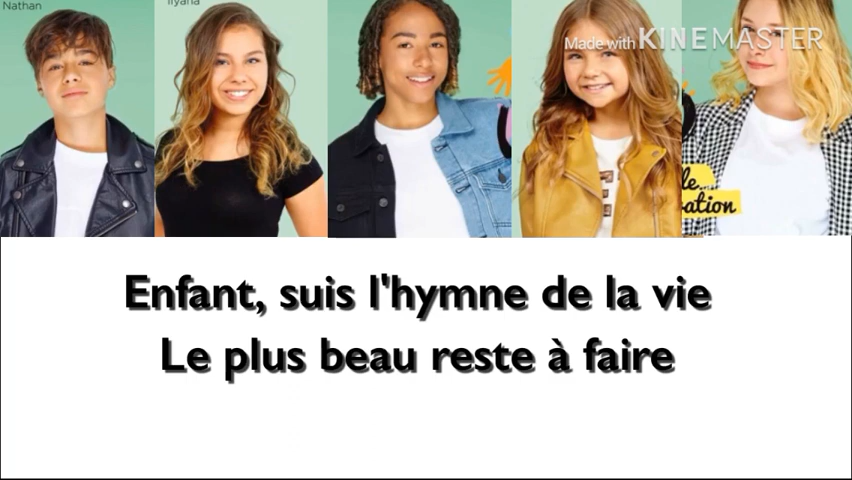 Nathan
Ilyana
Made with KINEMASTER
Enfant, suis l'hymne de la vie
Le plus beau reste à faire